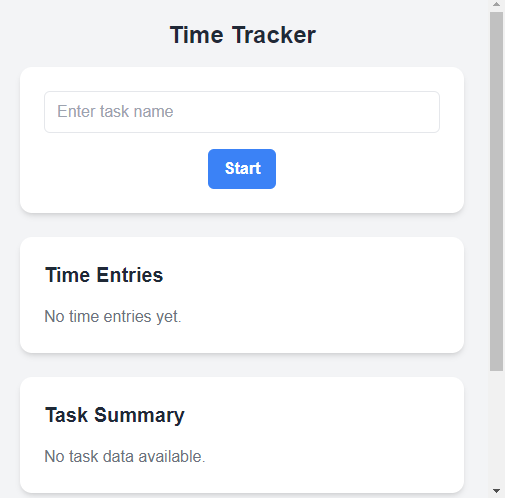 Time Tracker
Enter task name
Start
Time Entries
No time entries yet.
Task Summary
No task data available.